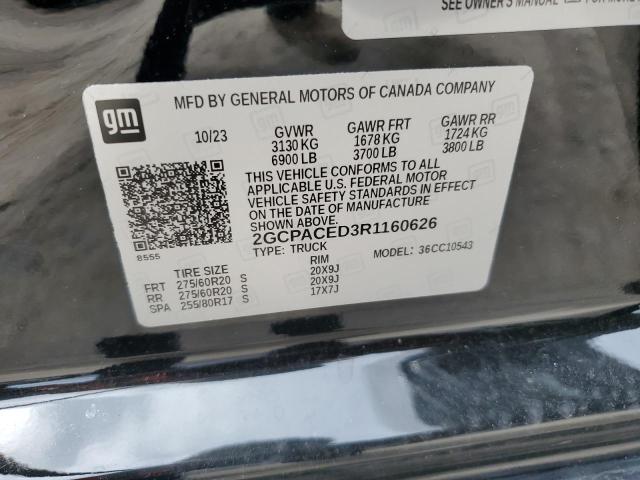 SEE OWNER'S MANUAL
FOR MORE
gm
MFD BY GENERAL MOTORS OF CANADA COMPANY
10/23 GVWR GAWR FRT GAWR RR
3130 KG 1678 KG 1724 KG
6900 LB 3700 LB 3800 LB
THIS VEHICLE CONFORMS TO ALL
APPLICABLE U.S. FEDERAL MOTOR
VEHICLE SAFETY STANDARDS IN EFFECT
ON THE DATE OF MANUFACTURE
SHOWN ABOVE.
2GCPACED3R1160626
TYPE: TRUCK MODEL: 36CC10543
8555
TIRE SIZE RIM
FRT 275/60R20 S 20X9J
RR 275/60R20 S 20X9J
SPA 255/80R17 S 17X7J